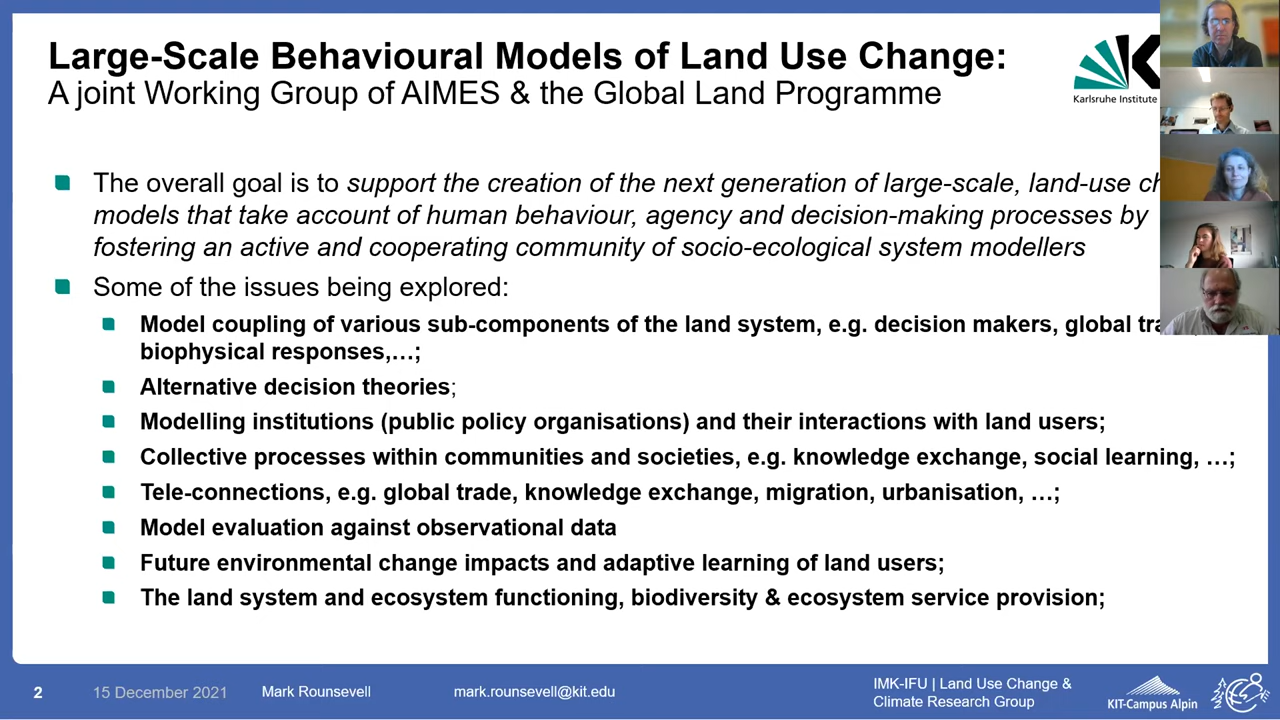 Large-Scale Behavioural Models of Land Use Change:
A joint Working Group of AIMES & the Global Land Programme
Karlsruhe Institute
The overall goal is to support the creation of the next generation of large-scale, land-use
models that take account of human behaviour, agency and decision-making processes by
fostering an active and cooperating community of socio-ecological system modellers
Some of the issues being explored:
Model coupling of various sub-components of the land system, e.g. decision makers, global
biophysical responses,…;
Alternative decision theories;
Modelling institutions (public policy organisations) and their interactions with land users;
Collective processes within communities and societies, e.g. knowledge exchange, social learning, …;
Tele-connections, e.g. global trade, knowledge exchange, migration, urbanisation, …;
Model evaluation against observational data
Future environmental change impacts and adaptive learning of land users;
The land system and ecosystem functioning, biodiversity & ecosystem service provision;
2
15 December 2021
Mark Rounsevell
mark.rounsevell@kit.edu
IMK-IFU | Land Use Change &
Climate Research Group
KIT-Campus Alpin